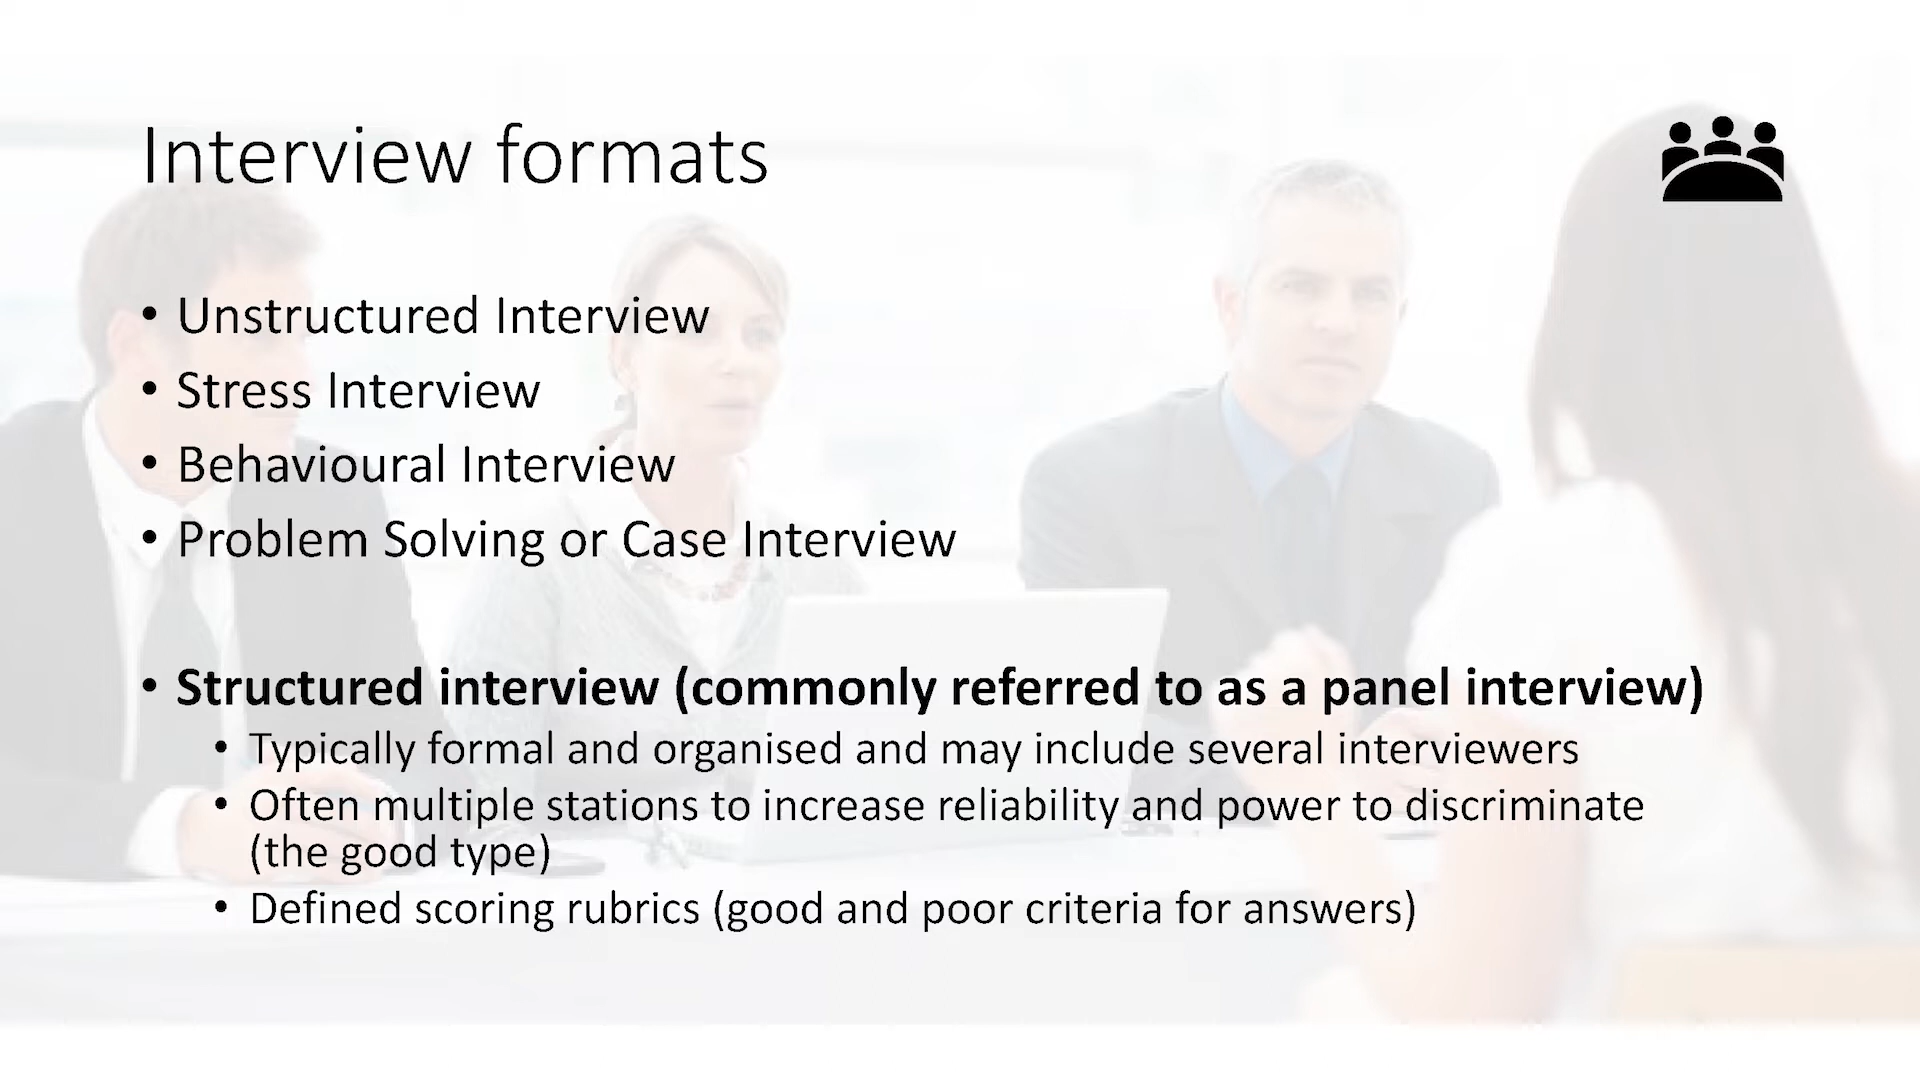 Interview formats
• Unstructured Interview
• Stress Interview
• Behavioural Interview
• Problem Solving or Case Interview
• Structured interview (commonly referred to as a panel interview)
• Typically formal and organised and may include several interviewers
• Often multiple stations to increase reliability and power to discriminate
(the good type)
• Defined scoring rubrics (good and poor criteria for answers)